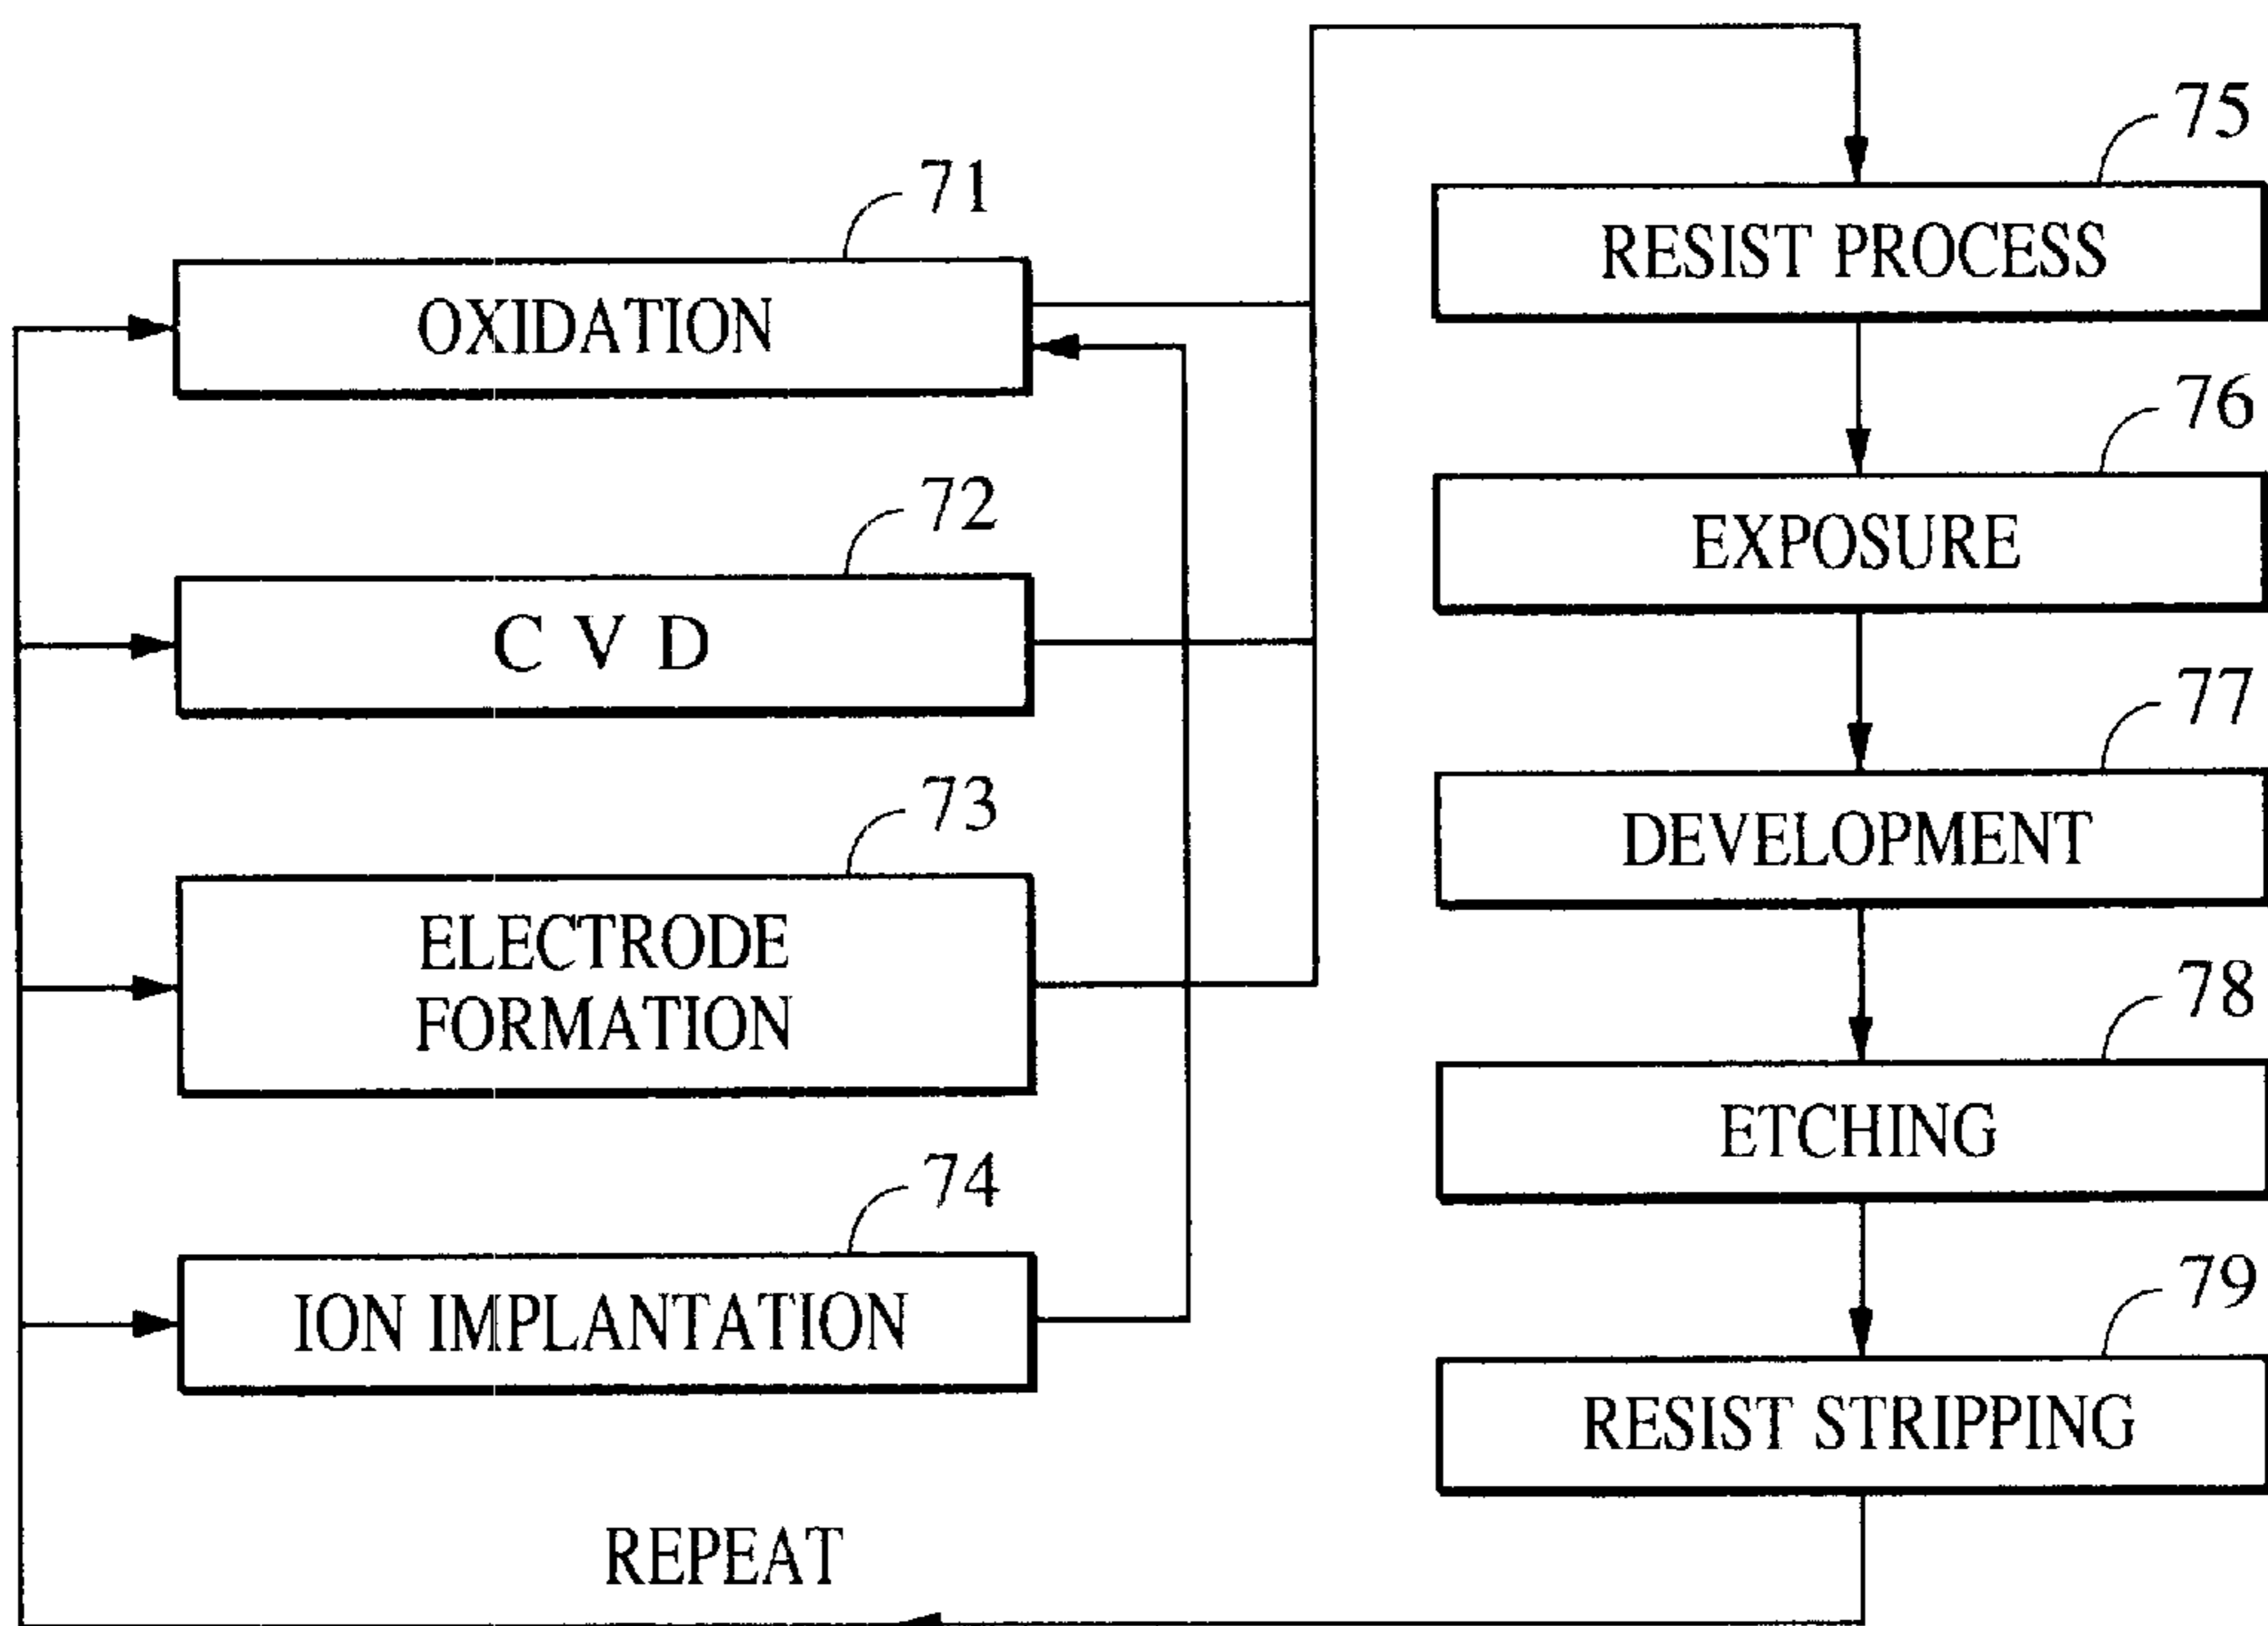 71
OXIDATION
72
C V D
73
ELECTRODE
FORMATION
74
ION IMPLANTATION
75
RESIST PROCESS
76
EXPOSURE
77
DEVELOPMENT
78
ETCHING
79
RESIST STRIPPING
REPEAT